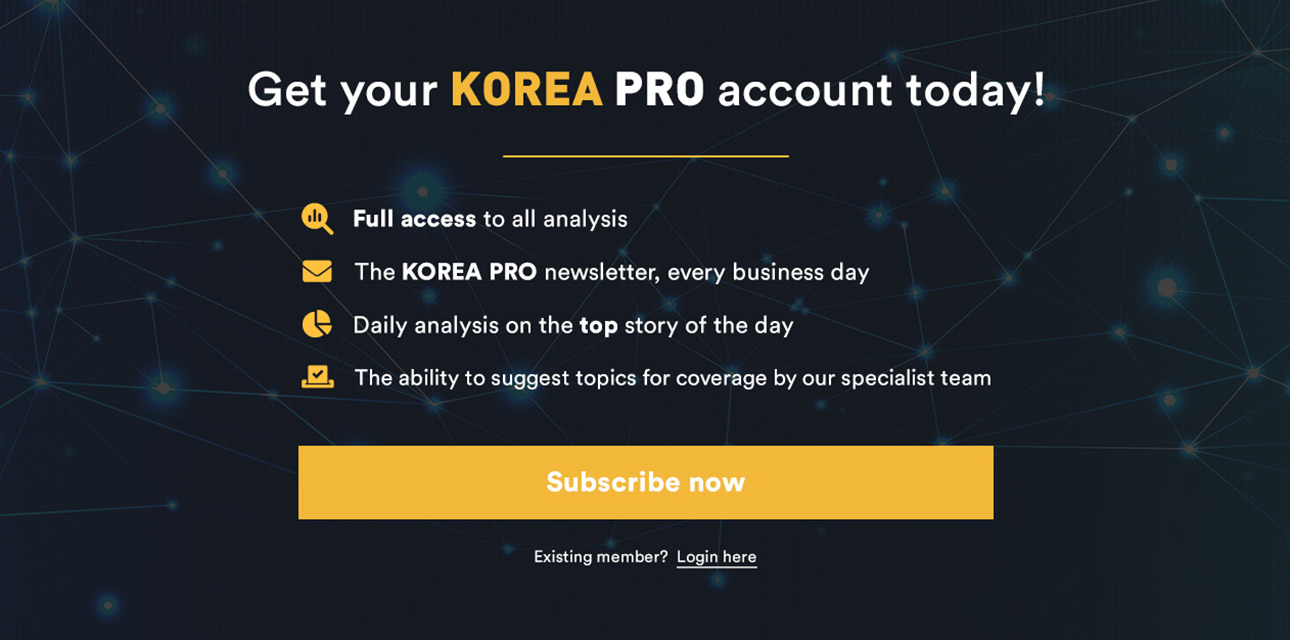 Get your KOREA PRO account today!
Full access to all analysis
The KOREA PRO newsletter, every business day
Daily analysis on the top story of the day
The ability to suggest topics for coverage by our specialist team
Subscribe now
Existing member? Login here